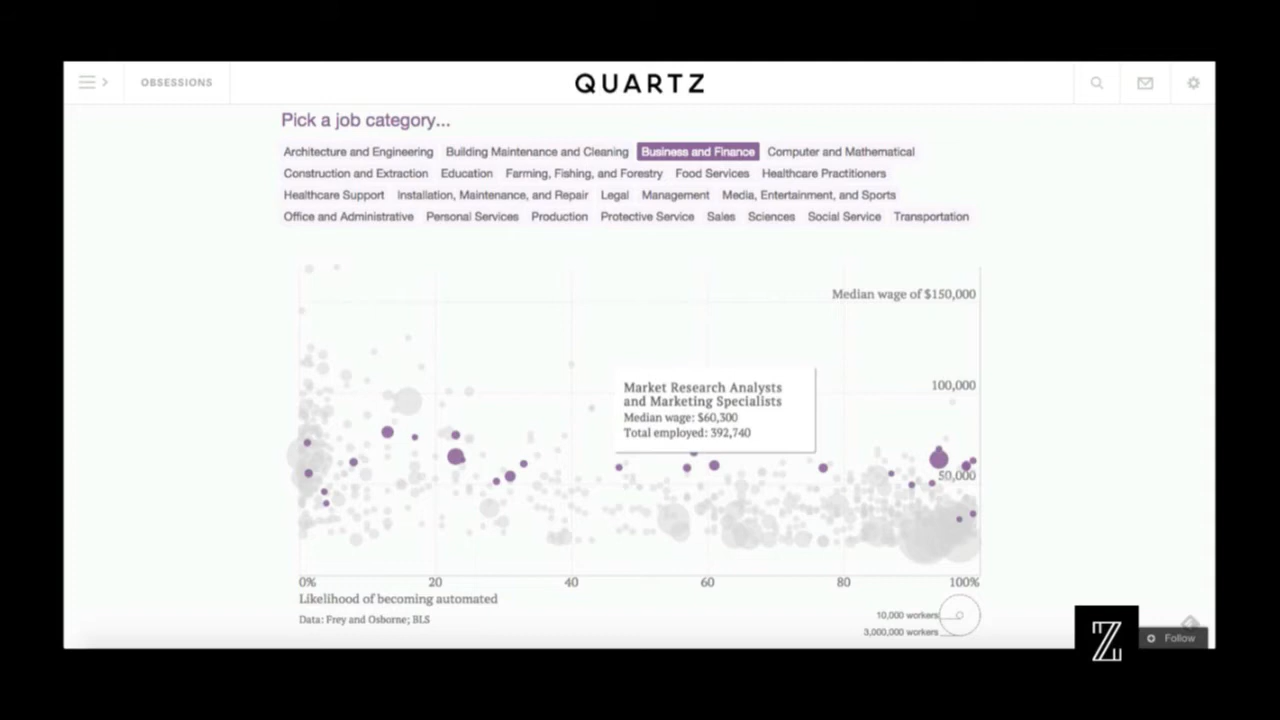 OBSESSIONS
QUARTZ
Pick a job category...
Architecture and Engineering Building Maintenance and Cleaning Business and Finance Computer and Mathematical
Construction and Extraction Education Farming, Fishing, and Forestry Food Services Healthcare Practitioners
Healthcare Support Installation, Maintenance, and Repair Legal Management Media, Entertainment, and Sports
Office and Administrative Personal Services Production Protective Service Sales Sciences Social Service Transportation
Median wage of $150,000
100,000
Market Research Analysts
and Marketing Specialists
Median wage: $60,300
Total employed: 392,740
50,000
0% 20 40 60 80 100%
Likelihood of becoming automated
Data: Frey and Osborne; BLS
10,000 workers
3,000,000 workers
Z
Follow